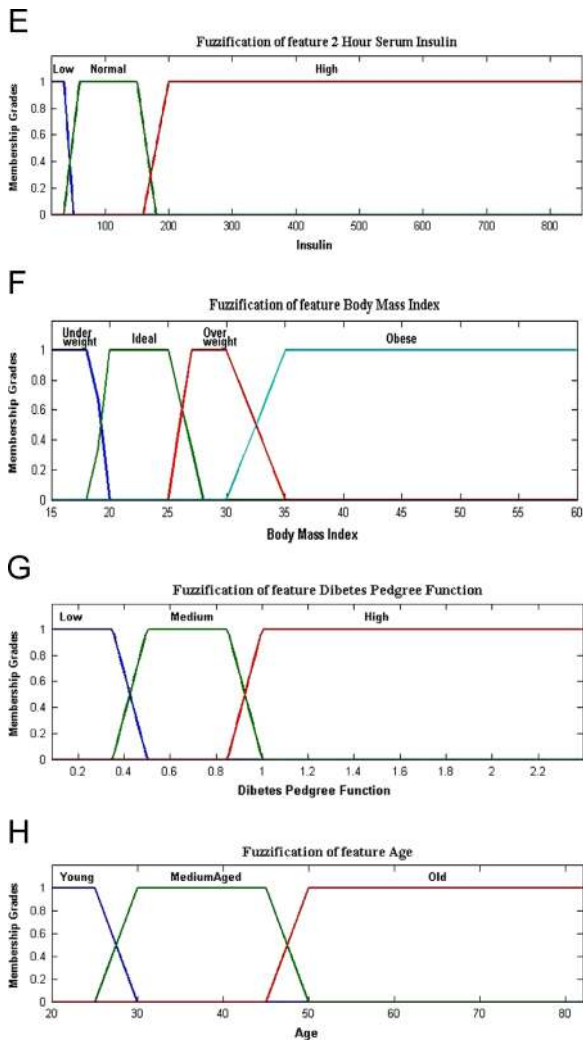 E
Fuzzification of feature 2 Hour Serum Insulin
Low Normal High
Membership Grades
1
0.8
0.6
0.4
0.2
0
100 200 300 400 500 600 700 800
Insulin
F
Fuzzification of feature Body Mass Index
Under weight Ideal Over weight Obese
Membership Grades
1
0.8
0.6
0.4
0.2
0
15 20 25 30 35 40 45 50 55 60
Body Mass Index
G
Fuzzification of feature Dibetes Pedgree Function
Low Medium High
Membership Grades
1
0.8
0.6
0.4
0.2
0
0.2 0.4 0.6 0.8 1 1.2 1.4 1.6 1.8 2 2.2
Dibetes Pedgree Function
H
Fuzzification of feature Age
Young MediumAged Old
Membership Grades
1
0.8
0.6
0.4
0.2
0
20 30 40 50 60 70 80
Age